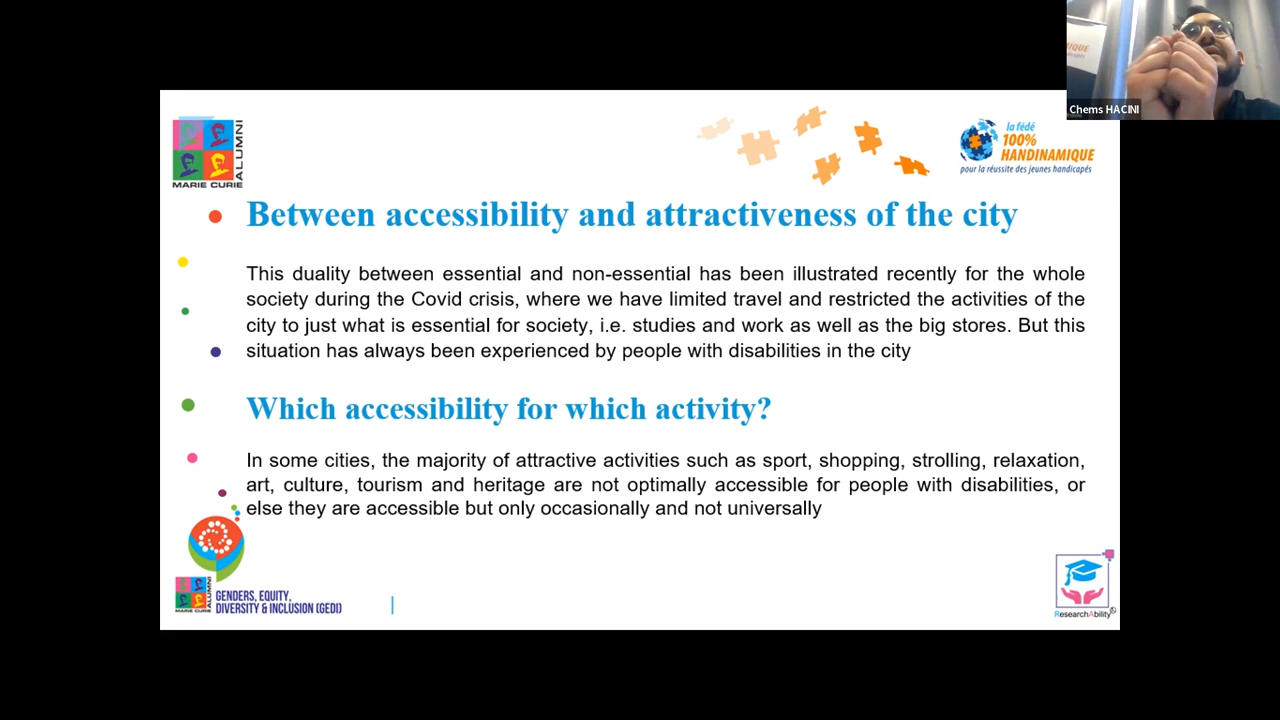 IQUE
Chems HACINI
MARIE CURIE
ALUMNI
la fédé
100%
HANDINAMIQUE
pour la réussite des jeunes handicapés
Between accessibility and attractiveness of the city
This duality between essential and non-essential has been illustrated recently for the whole
society during the Covid crisis, where we have limited travel and restricted the activities of the
city to just what is essential for society, i.e. studies and work as well as the big stores. But this
situation has always been experienced by people with disabilities in the city
Which accessibility for which activity?
In some cities, the majority of attractive activities such as sport, shopping, strolling, relaxation,
art, culture, tourism and heritage are not optimally accessible for people with disabilities, or
else they are accessible but only occasionally and not universally
MARIE CURIE
ALUMNI
GENDERS, EQUITY,
DIVERSITY & INCLUSION (GEDI)
ResearchAbility